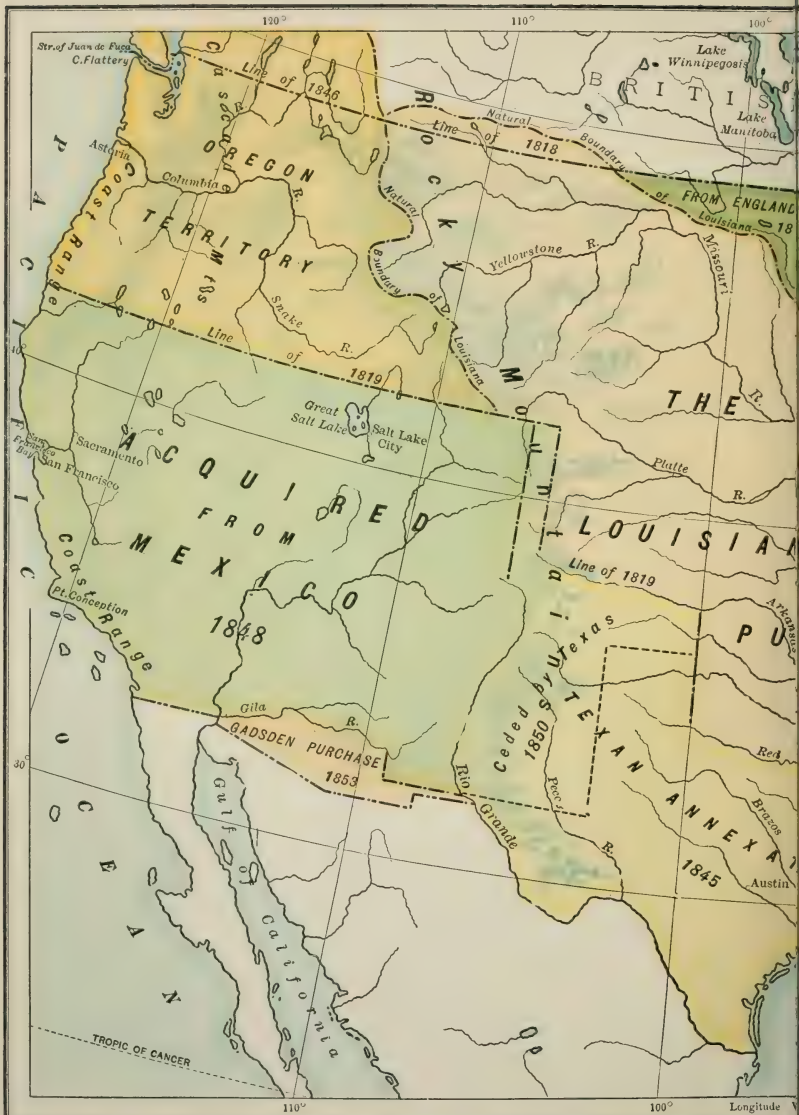 120°
110°
100°
Str. of Juan de Fuca
C. Flattery
Lake
Winnipegosis
BRITIS
Lake
Manitoba
Line of 1846
Cascade Mts
R.
Natural Boundary of Louisiana
Line of 1818
FROM ENGLAND
18
OREGON
TERRITORY
Astoria
Columbia R.
Coast Range
Rocky Mountai
Natural Boundary of Louisiana
Yellowstone R.
Missouri R.
Snake R.
Line of 1819
40°
Great
Salt Lake
Salt Lake
City
THE
LOUISIA
PU
Platte R.
San
Francisco
Bay
San Francisco
Sacramento
ACQUIRED
FROM
MEXICO
1848
Line of 1819
Arkansas
Coast Range
Pt. Conception
Ceded by Texas
1850
TEXAN ANNEXA
1845
Gila R.
GADSDEN PURCHASE
1853
Rio Grande
Pecos R.
Red
Brazos
Austin
30°
PACIFIC
OCEAN
Gulf of California
TROPIC OF CANCER
110°
100°
Longitude